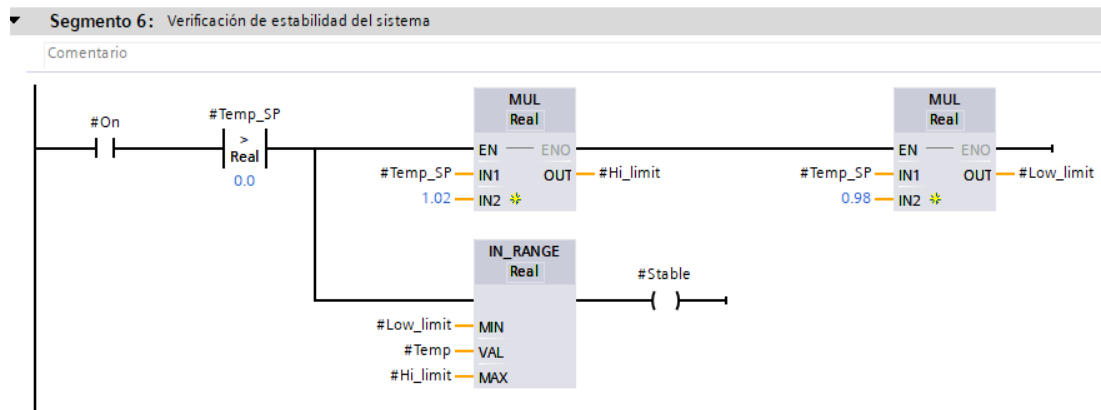 Segmento 6: Verificación de estabilidad del sistema
Comentario
#On
#Temp_SP
>
Real
0.0
MUL
Real
EN ENO
#Temp_SP IN1 OUT #Hi_limit
1.02 IN2
MUL
Real
EN ENO
#Temp_SP IN1 OUT #Low_limit
0.98 IN2
IN_RANGE
Real
#Stable
#Low_limit MIN
#Temp VAL
#Hi_limit MAX